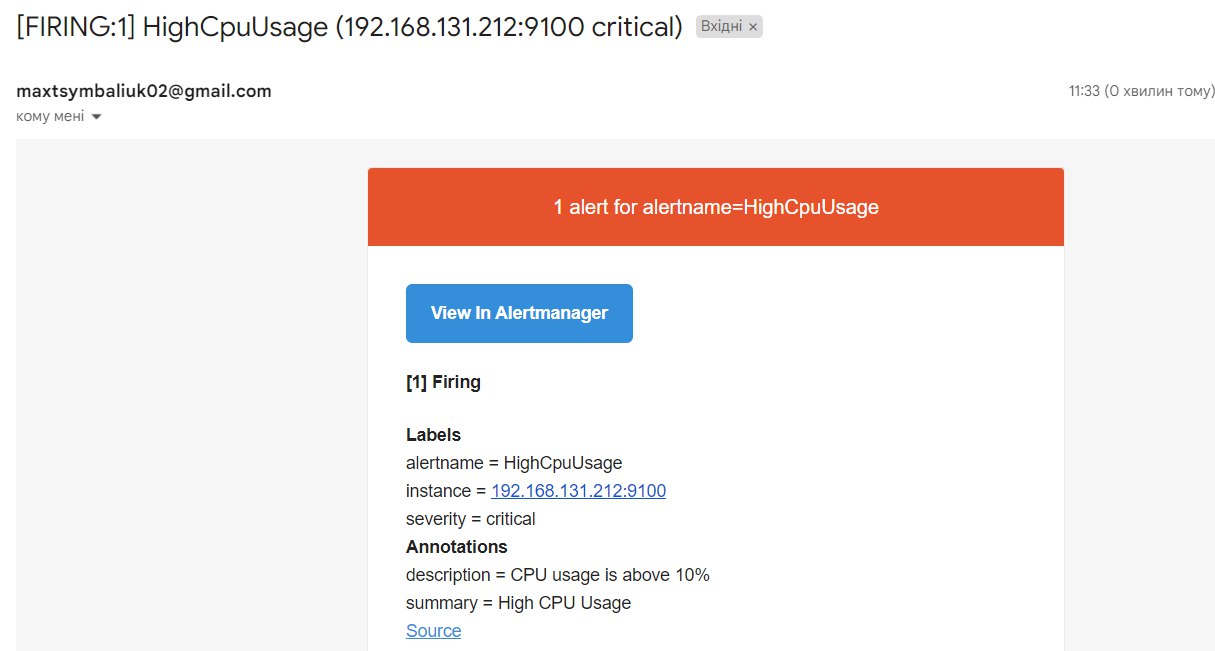 [FIRING:1] HighCpuUsage (192.168.131.212:9100 critical) Вхідні ×
maxtsymbaliuk02@gmail.com 11:33 (0 хвилин тому)
кому мені
1 alert for alertname=HighCpuUsage
View In Alertmanager
[1] Firing
Labels
alertname = HighCpuUsage
instance = 192.168.131.212:9100
severity = critical
Annotations
description = CPU usage is above 10%
summary = High CPU Usage
Source